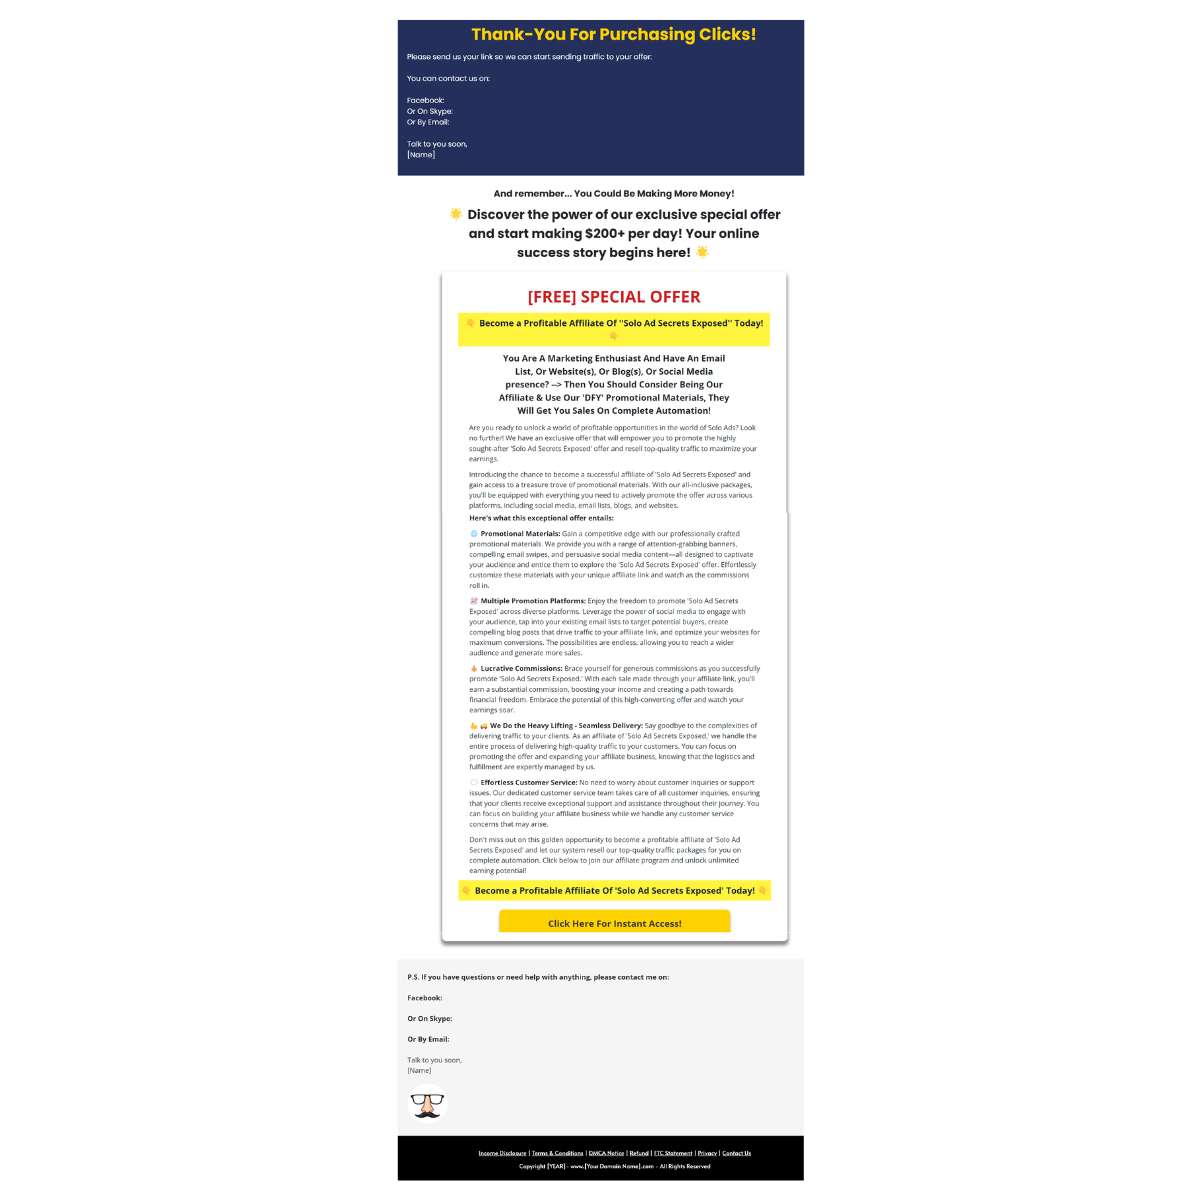 Thank-You For Purchasing Clicks!
Please send us your link so we can start sending traffic to your offer:
You can contact us on:
Facebook:
Or On Skype:
Or By Email:
Talk to you soon,
[Name]
And remember... You Could Be Making More Money!
🌟 Discover the power of our exclusive special offer
and start making $200+ per day! Your online
success story begins here! 🌟
[FREE] SPECIAL OFFER
👇 Become a Profitable Affiliate Of "Solo Ad Secrets Exposed" Today!
👇
You Are A Marketing Enthusiast And Have An Email
List, Or Website(s), Or Blog(s), Or Social Media
presence? --> Then You Should Consider Being Our
Affiliate & Use Our 'DFY' Promotional Materials, They
Will Get You Sales On Complete Automation!
Are you ready to unlock a world of profitable opportunities in the world of Solo Ads? Look
no further! We have an exclusive offer that will empower you to promote the highly
sought-after 'Solo Ad Secrets Exposed' offer and resell top-quality traffic to maximize your
earnings.
Introducing the chance to become a successful affiliate of 'Solo Ad Secrets Exposed' and
gain access to a treasure trove of promotional materials. With our all-inclusive packages,
you'll be equipped with everything you need to actively promote the offer across various
platforms, including social media, email lists, blogs, and websites.
Here's what this exceptional offer entails:
🌐 Promotional Materials: Gain a competitive edge with our professionally crafted
promotional materials. We provide you with a range of attention-grabbing banners,
compelling email swipes, and persuasive social media content—all designed to captivate
your audience and entice them to explore the 'Solo Ad Secrets Exposed' offer. Effortlessly
customize these materials with your unique affiliate link and watch as the commissions
roll in.
📈 Multiple Promotion Platforms: Enjoy the freedom to promote 'Solo Ad Secrets
Exposed' across diverse platforms. Leverage the power of social media to engage with
your audience, tap into your existing email lists to target potential buyers, create
compelling blog posts that drive traffic to your affiliate link, and optimize your websites for
maximum conversions. The possibilities are endless, allowing you to reach a wider
audience and generate more sales.
💰 Lucrative Commissions: Brace yourself for generous commissions as you successfully
promote 'Solo Ad Secrets Exposed.' With each sale made through your affiliate link, you'll
earn a substantial commission, boosting your income and creating a path towards
financial freedom. Embrace the potential of this high-converting offer and watch your
earnings soar.
💪 🚚 We Do the Heavy Lifting - Seamless Delivery: Say goodbye to the complexities of
delivering traffic to your clients. As an affiliate of 'Solo Ad Secrets Exposed,' we handle the
entire process of delivering high-quality traffic to your customers. You can focus on
promoting the offer and expanding your affiliate business, knowing that the logistics and
fulfillment are expertly managed by us.
💬 Effortless Customer Service: No need to worry about customer inquiries or support
issues. Our dedicated customer service team takes care of all customer inquiries, ensuring
that your clients receive exceptional support and assistance throughout their journey. You
can focus on building your affiliate business while we handle any customer service
concerns that may arise.
Don't miss out on this golden opportunity to become a profitable affiliate of 'Solo Ad
Secrets Exposed' and let our system resell our top-quality traffic packages for you on
complete automation. Click below to join our affiliate program and unlock unlimited
earning potential!
👇 Become a Profitable Affiliate Of 'Solo Ad Secrets Exposed' Today! 👇
Click Here For Instant Access!
P.S. If you have questions or need help with anything, please contact me on:
Facebook:
Or On Skype:
Or By Email:
Talk to you soon,
[Name]
Income Disclosure | Terms & Conditions | DMCA Notice | Refund | FTC Statement | Privacy | Contact Us
Copyright [YEAR] - www.[Your Domain Name].com - All Rights Reserved